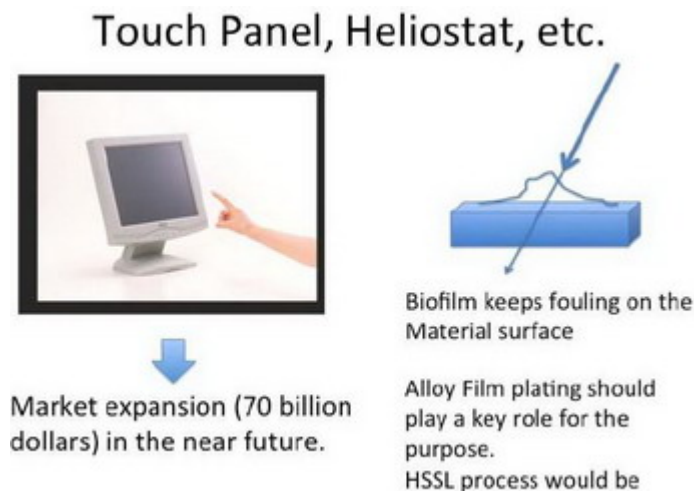 Touch Panel, Heliostat, etc.
Market expansion (70 billion
dollars) in the near future.
Biofilm keeps fouling on the
Material surface
Alloy Film plating should
play a key role for the
purpose.
HSSL process would be